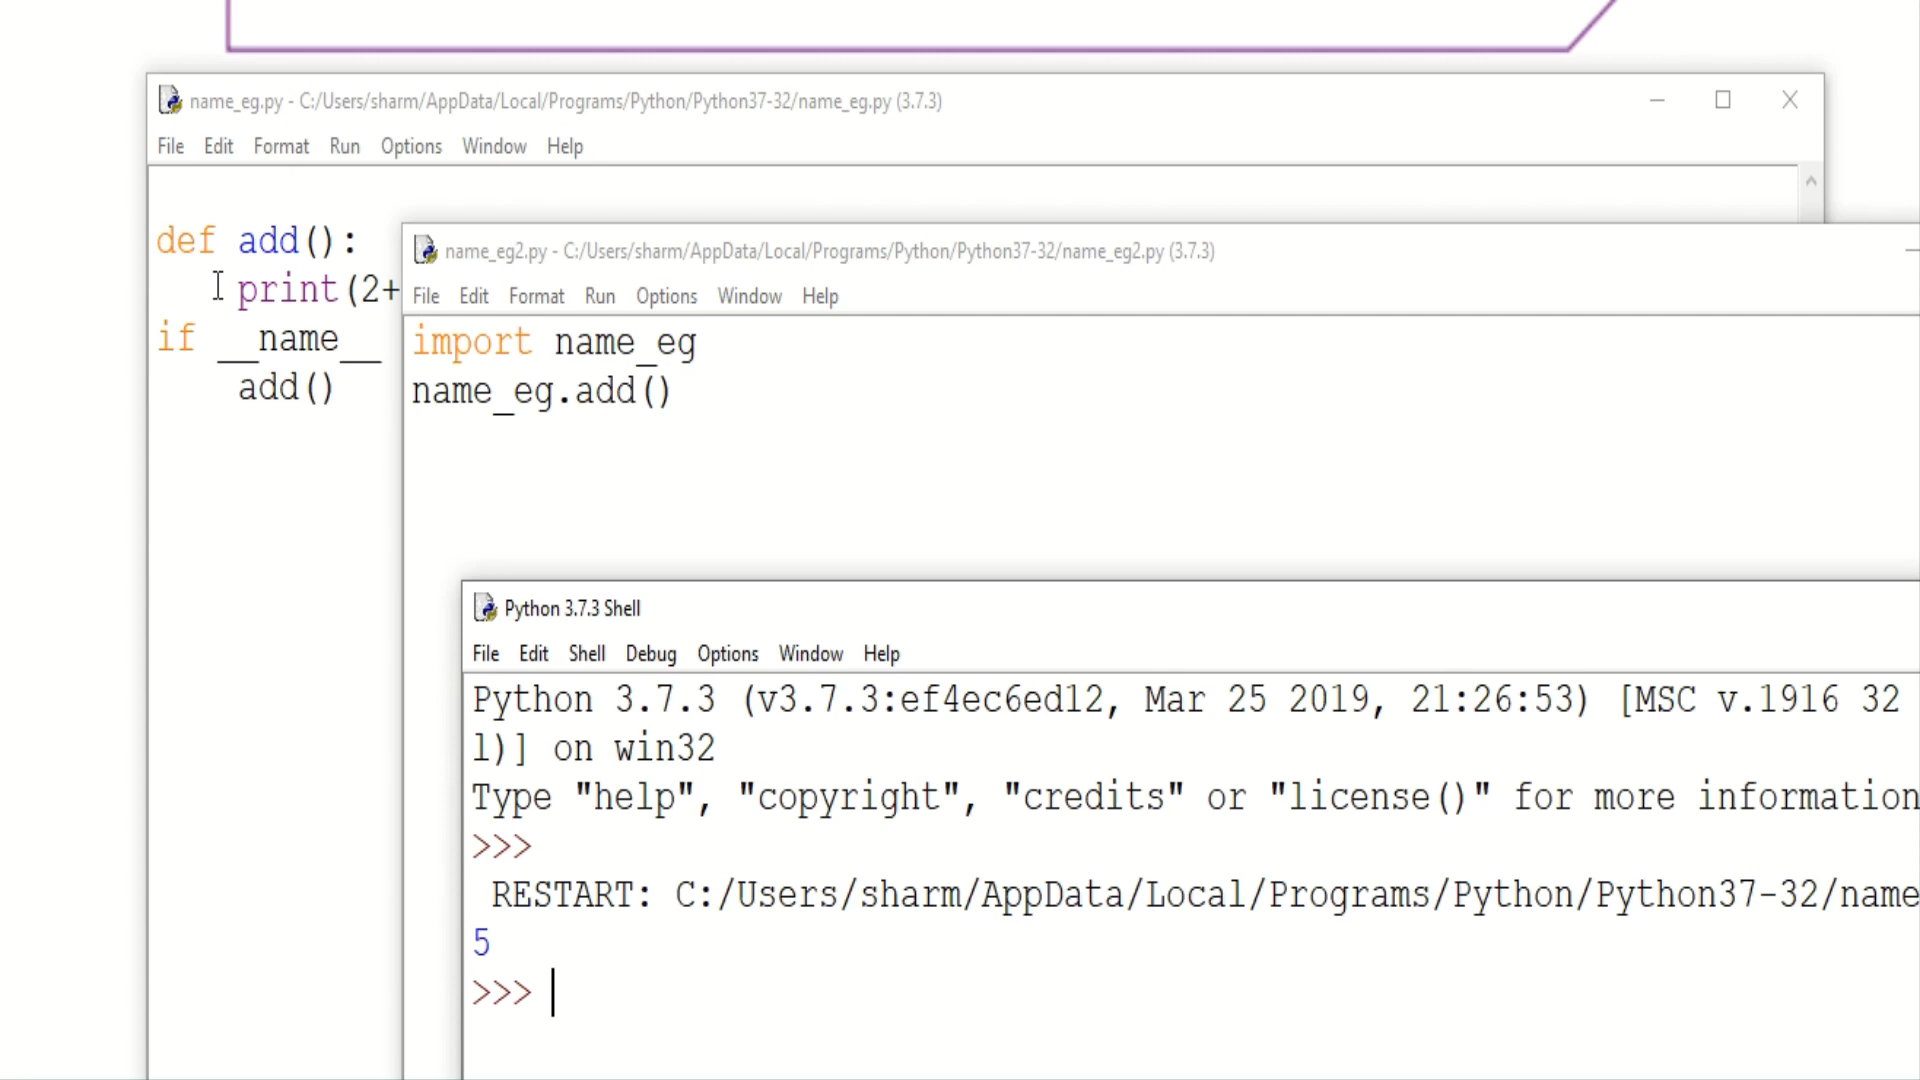 name_eg.py - C:/Users/sharm/AppData/Local/Programs/Python/Python37-32/name_eg.py (3.7.3)
File Edit Format Run Options Window Help
def add():
print(2+
if __name__
add()
name_eg2.py - C:/Users/sharm/AppData/Local/Programs/Python/Python37-32/name_eg2.py (3.7.3)
File Edit Format Run Options Window Help
import name_eg
name_eg.add()
Python 3.7.3 Shell
File Edit Shell Debug Options Window Help
Python 3.7.3 (v3.7.3:ef4ec6ed12, Mar 25 2019, 21:26:53) [MSC v.1916 32
l)] on win32
Type "help", "copyright", "credits" or "license()" for more information
>>>
RESTART: C:/Users/sharm/AppData/Local/Programs/Python/Python37-32/name
5
>>>